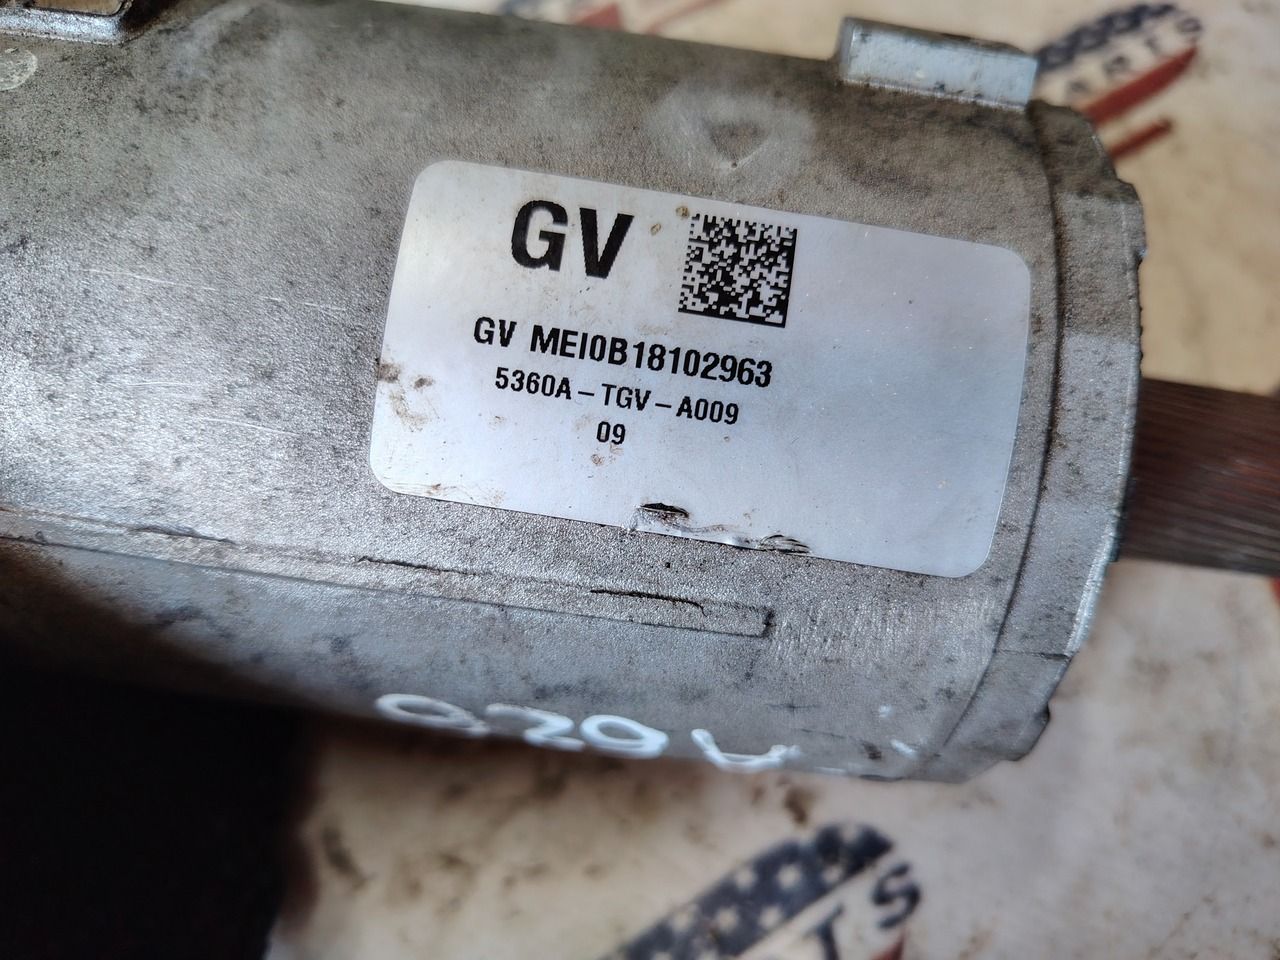 GV
GV MEI0B18102963
5360A-TGV-A009
09